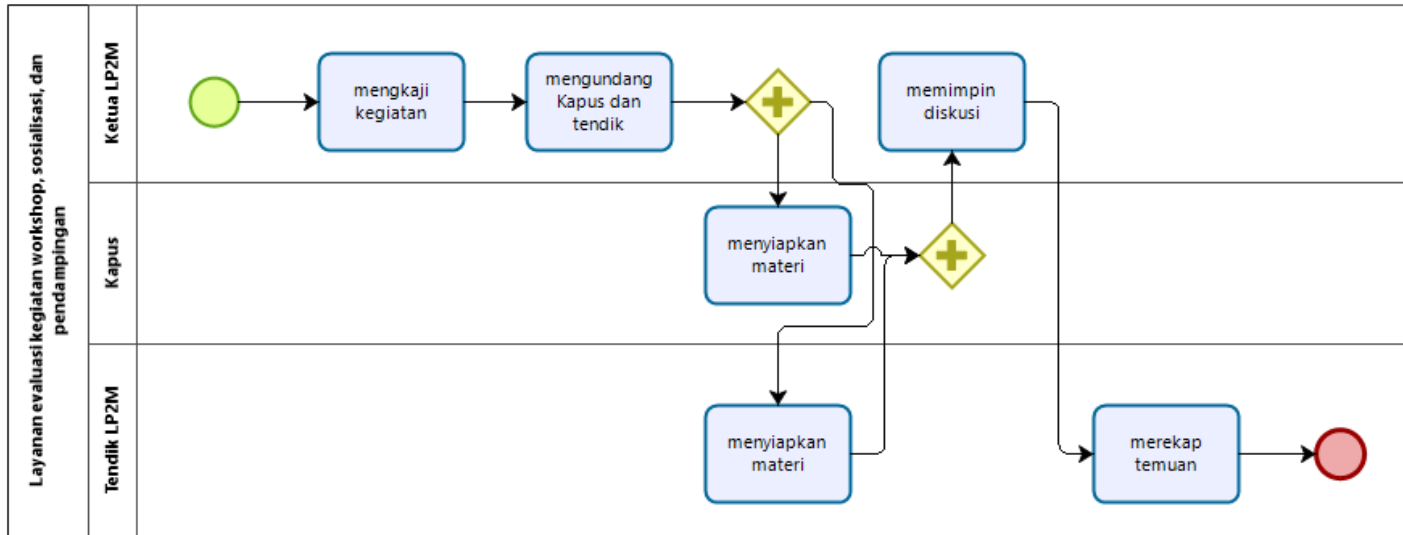 Layanan evaluasi kegiatan workshop, sosialisasi, dan
pendampingan
Ketua LP2M
mengkaji
kegiatan
mengundang
Kapus dan
tendik
memimpin
diskusi
Kapus
menyiapkan
materi
Tendik LP2M
menyiapkan
materi
merekap
temuan